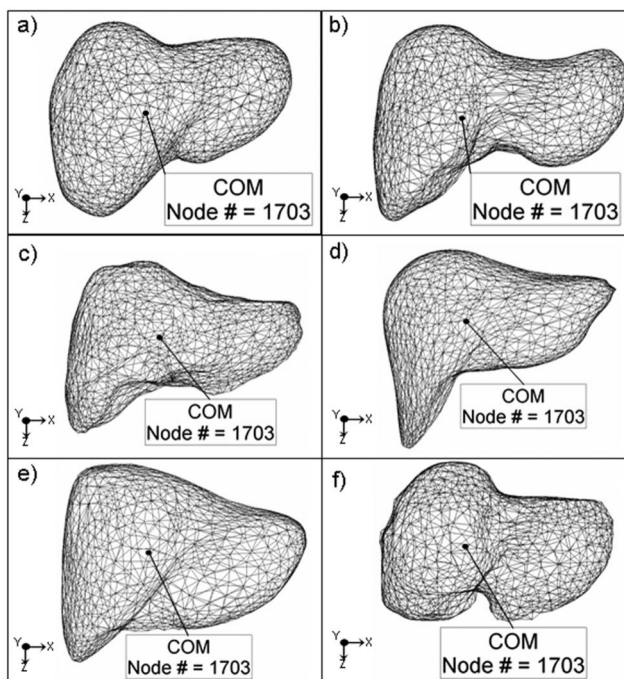 a)
COM
Node # = 1703
Y
X
Z
b)
COM
Node # = 1703
Y
X
Z
c)
COM
Node # = 1703
Y
X
Z
d)
COM
Node # = 1703
Y
X
Z
e)
COM
Node # = 1703
Y
X
Z
f)
COM
Node # = 1703
Y
X
Z